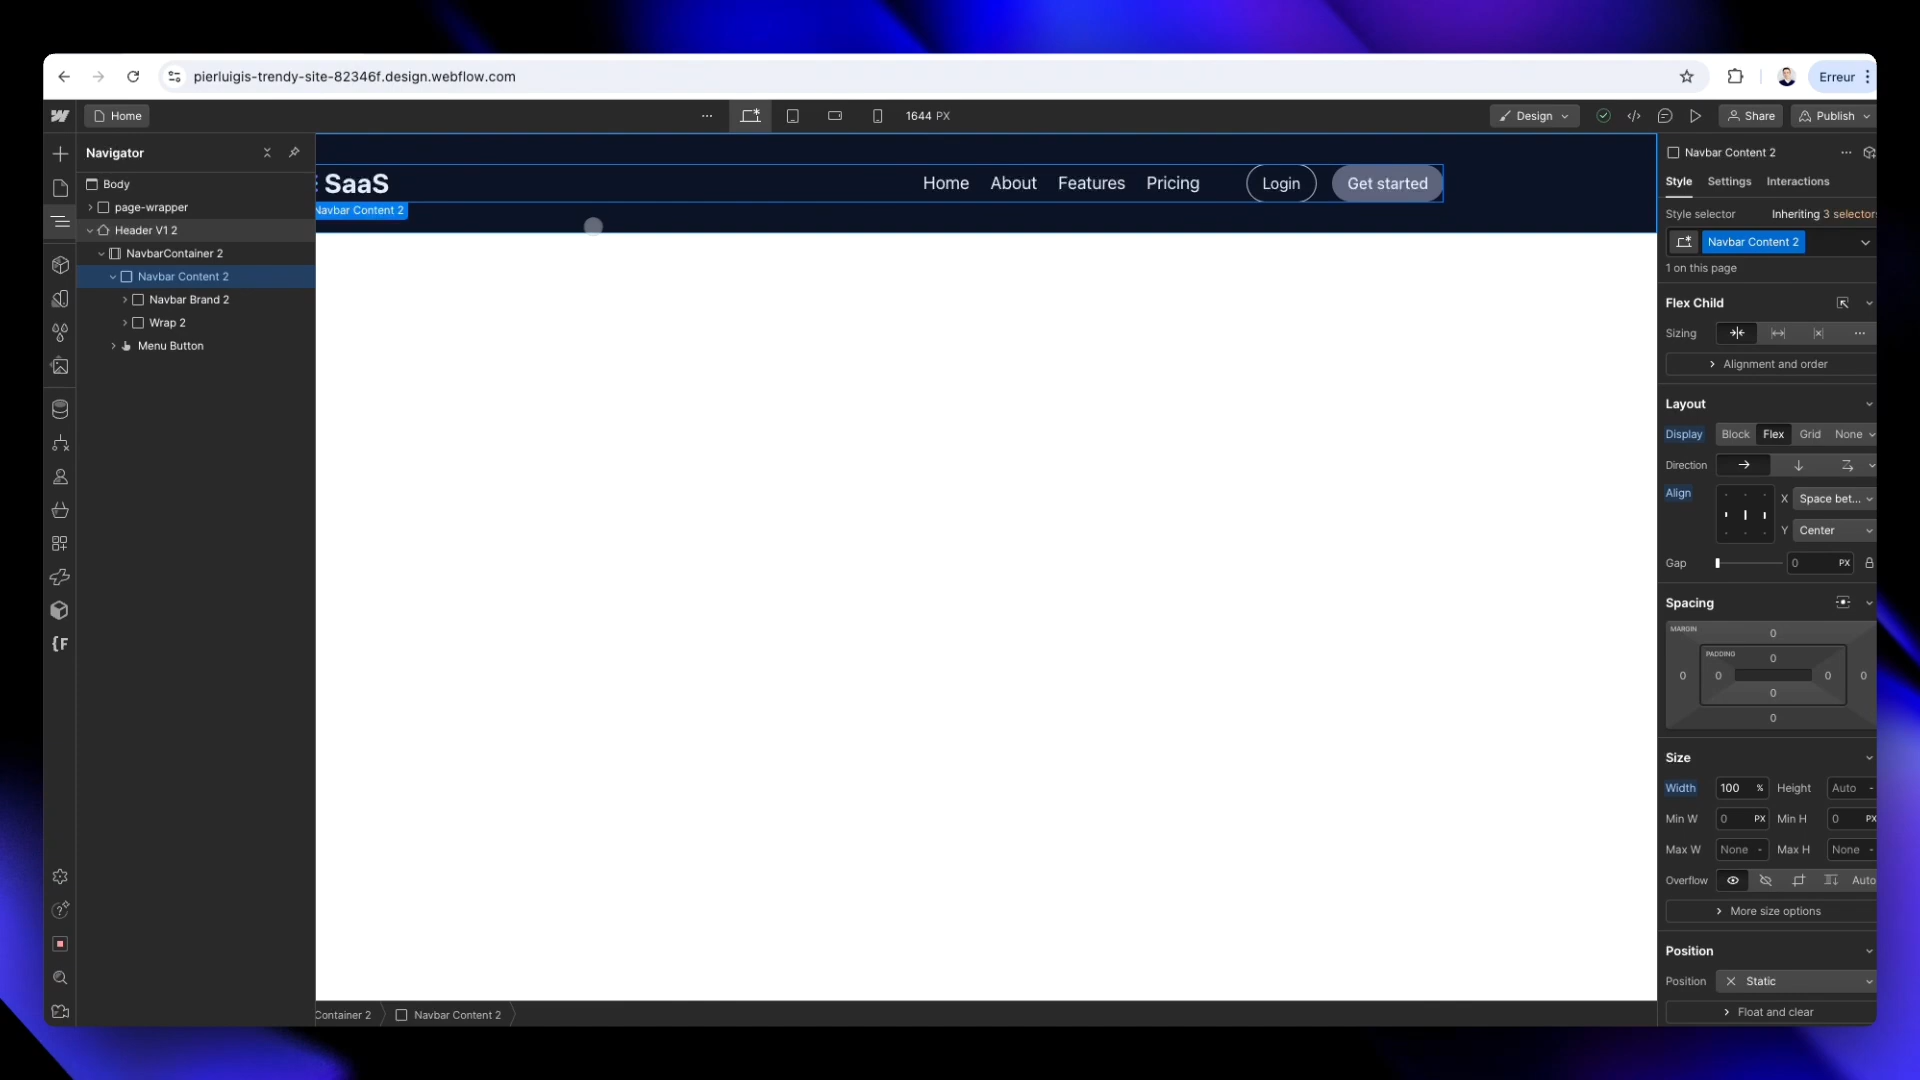 pierluigis-trendy-site-82346f.design.webflow.com
Erreur
Home
1644 PX
Design
Share
Publish
Navigator
Body
page-wrapper
Header V1 2
NavbarContainer 2
Navbar Content 2
Navbar Brand 2
Wrap 2
Menu Button
SaaS
Home About Features Pricing Login Get started
Navbar Content 2
Navbar Content 2
Style Settings Interactions
Style selector Inheriting 3 selectors
Navbar Content 2
1 on this page
Flex Child
Sizing
Alignment and order
Layout
Display Block Flex Grid None
Direction
Align X Space bet...
Y Center
Gap 0 PX
Spacing
MARGIN
0
PADDING
0
0 0 0 0
0
0
Size
Width 100 % Height Auto -
Min W 0 PX Min H 0 PX
Max W None - Max H None -
Overflow Auto
More size options
Position
Position Static
Float and clear
Container 2 Navbar Content 2
{F